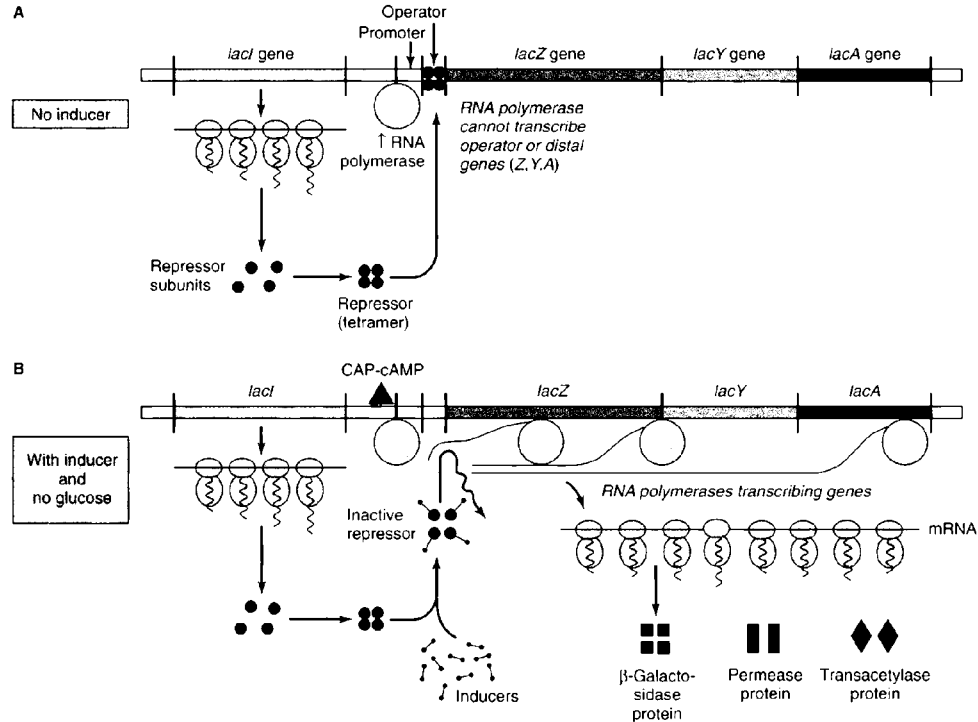 A
Operator
Promoter
lacI gene
lacZ gene
lacY gene
lacA gene
No inducer
↑ RNA
polymerase
RNA polymerase
cannot transcribe
operator or distal
genes (Z,Y,A)
Repressor
subunits
Repressor
(tetramer)
B
CAP-cAMP
lacI
lacZ
lacY
lacA
With inducer
and
no glucose
Inactive
repressor
RNA polymerases transcribing genes
mRNA
Inducers
β-Galacto-
sidase
protein
Permease
protein
Transacetylase
protein